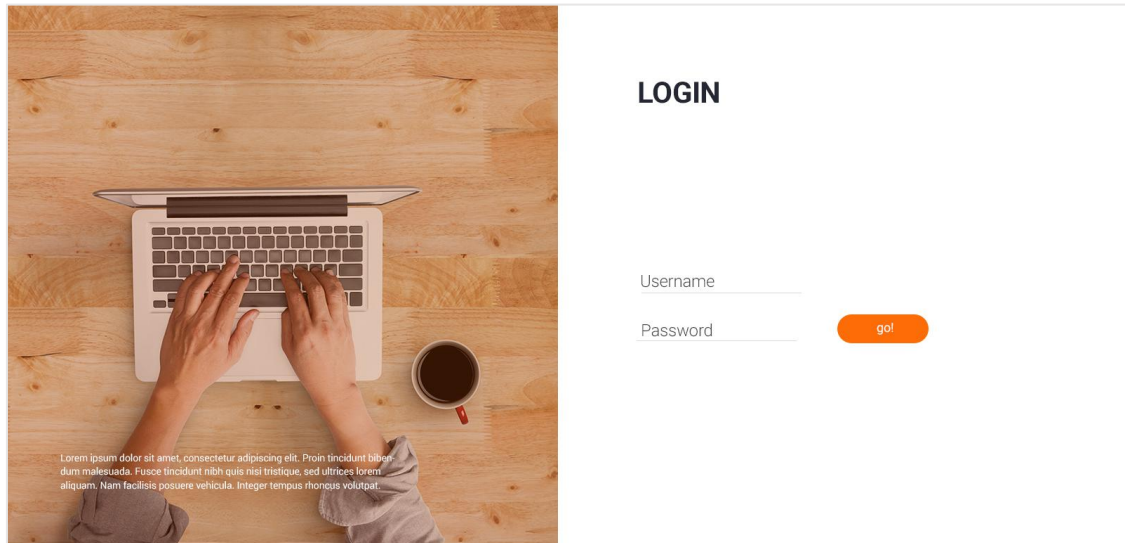 LOGIN
Username
Password
go!
Lorem ipsum dolor sit amet, consectetur adipiscing elit. Proin tincidunt biben-
dum malesuada. Fusce tincidunt nibh quis nisi tristique, sed ultrices lorem
aliquam. Nam facilisis posuere vehicula. Integer tempus rhoncus volutpat.